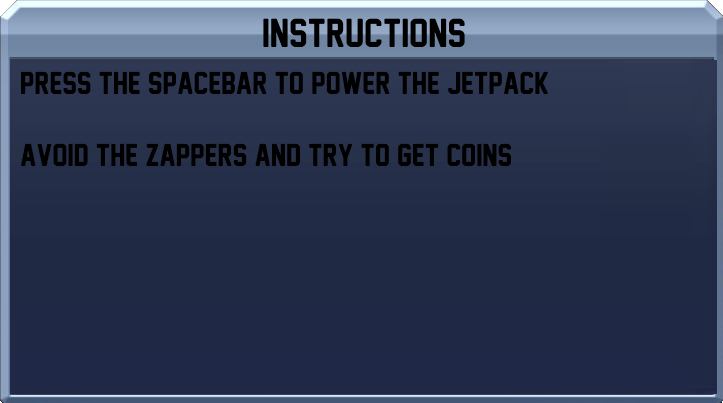 INSTRUCTIONS
PRESS THE SPACEBAR TO POWER THE JETPACK
AVOID THE ZAPPERS AND TRY TO GET COINS